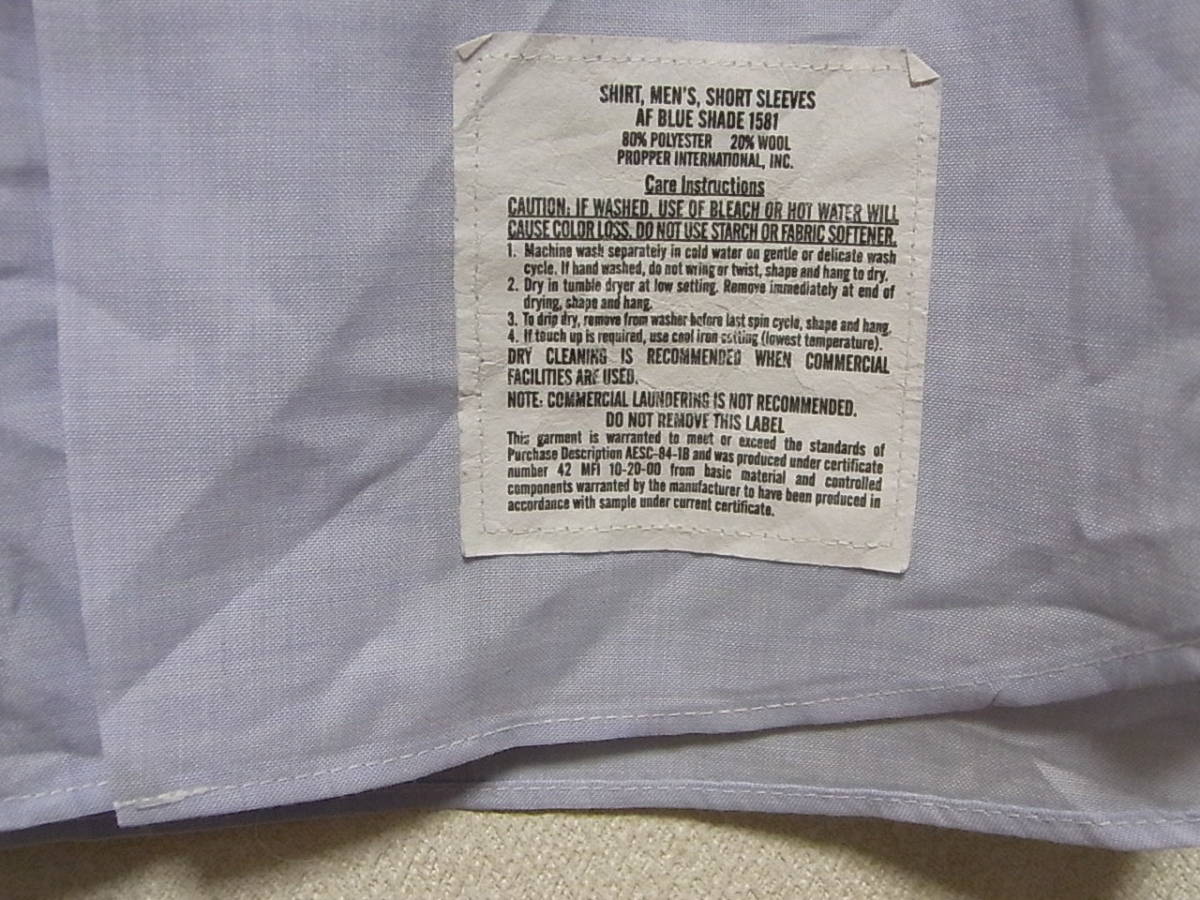 SHIRT, MEN'S, SHORT SLEEVES
AF BLUE SHADE 1581
80% POLYESTER 20% WOOL
PROPPER INTERNATIONAL, INC.
Care Instructions
CAUTION: IF WASHED, USE OF BLEACH OR HOT WATER WILL
CAUSE COLOR LOSS. DO NOT USE STARCH OR FABRIC SOFTENER.
1. Machine wash separately in cold water on gentle or delicate wash
cycle. If hand washed, do not wring or twist, shape and hang to dry.
2. Dry in tumble dryer at low setting. Remove immediately at end of
drying, shape and hang.
3. To drip dry, remove from washer before last spin cycle, shape and hang.
4. If touch up is required, use cool iron setting (lowest temperature).
DRY CLEANING IS RECOMMENDED WHEN COMMERCIAL
FACILITIES ARE USED.
NOTE: COMMERCIAL LAUNDERING IS NOT RECOMMENDED.
DO NOT REMOVE THIS LABEL
This garment is warranted to meet or exceed the standards of
Purchase Description AESC-84-1B and was produced under certificate
number 42 MFI 10-20-00 from basic material and controlled
components warranted by the manufacturer to have been produced in
accordance with sample under current certificate.